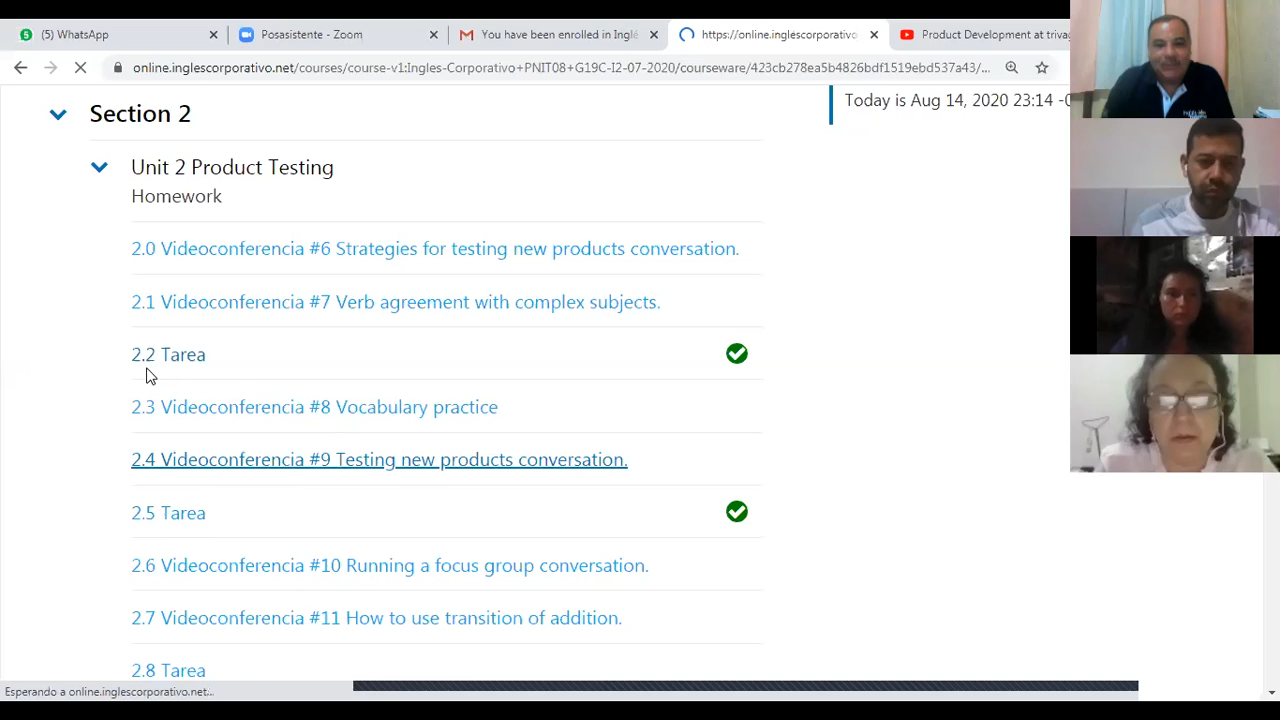 (5) WhatsApp
Posasistente - Zoom
You have been enrolled in Inglé
https://online.inglescorporativo
Product Development at trivag
online.inglescorporativo.net/courses/course-v1:Ingles-Corporativo+PNIT08+G19C-I2-07-2020/courseware/423cb278ea5b4826bdf1519ebd537a43/...
Section 2
Today is Aug 14, 2020 23:14 -0
Unit 2 Product Testing
Homework
2.0 Videoconferencia #6 Strategies for testing new products conversation.
2.1 Videoconferencia #7 Verb agreement with complex subjects.
2.2 Tarea
2.3 Videoconferencia #8 Vocabulary practice
2.4 Videoconferencia #9 Testing new products conversation.
2.5 Tarea
2.6 Videoconferencia #10 Running a focus group conversation.
2.7 Videoconferencia #11 How to use transition of addition.
2.8 Tarea
Esperando a online.inglescorporativo.net...